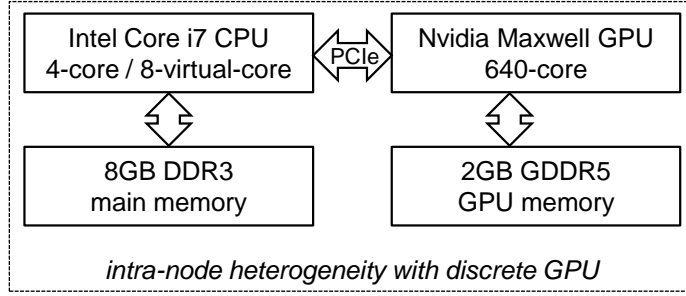 Intel Core i7 CPU
4-core / 8-virtual-core
PCIe
Nvidia Maxwell GPU
640-core
8GB DDR3
main memory
2GB GDDR5
GPU memory
intra-node heterogeneity with discrete GPU